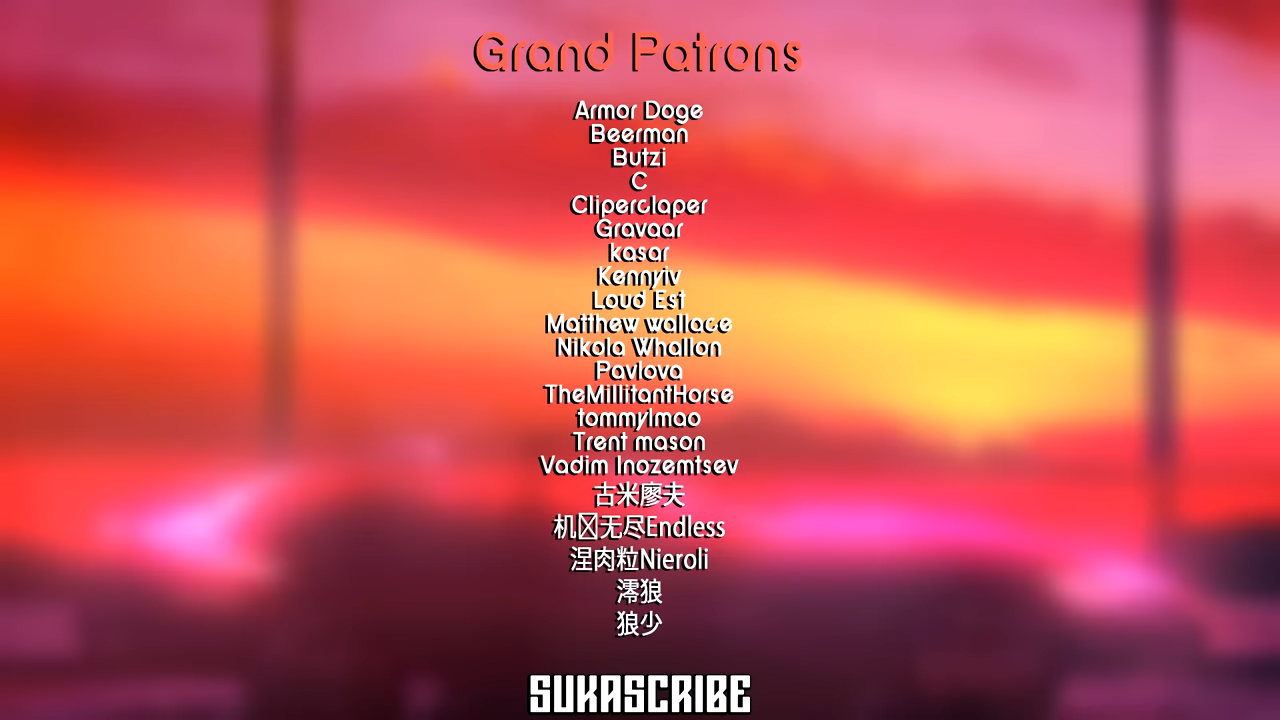 Grand Patrons
Armor Doge
Beerman
Butzi
C
Cliperclaper
Gravaar
kasar
Kennyiv
Loud Est
Matthew wallace
Nikola Whallon
Pavlova
TheMillitantHorse
tommylmao
Trent mason
Vadim Inozemtsev
古米廖夫
机无尽Endless
涅肉粒Nieroli
澪狼
狼少
SUKASCRIBE